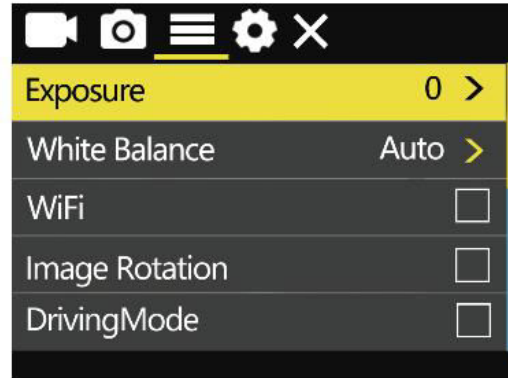 Exposure 0 >
White Balance Auto >
WiFi
Image Rotation
DrivingMode